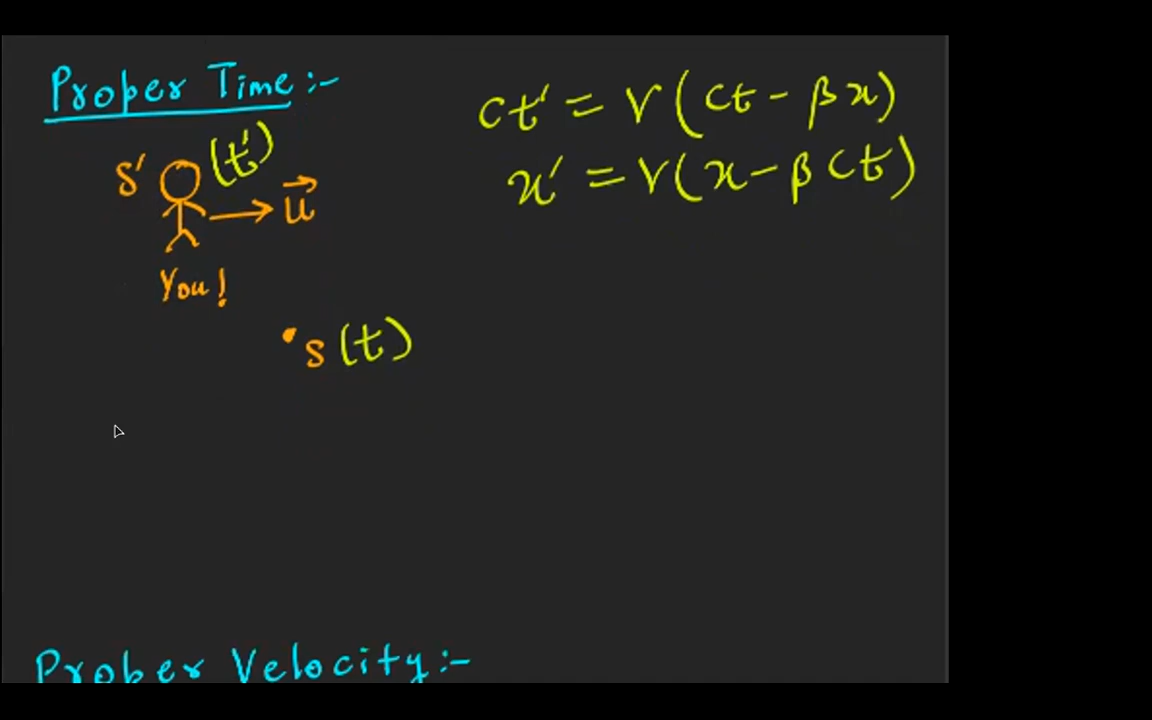 Proper Time :-
ct' = γ(ct - βx)
x' = γ(x - βct)
S' (t')
u⃗
You!
S (t)
Proper Velocity :-